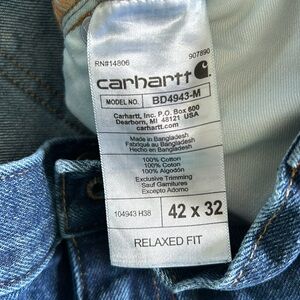 RN#14806
907890
carhartt
MODEL NO. BD4943-M
Carhartt, Inc. P.O. Box 600
Dearborn, MI 48121 USA
carhartt.com
Made in Bangladesh
Fabriqué au Bangladesh
Hecho en Bangladesh
100% Cotton
100% Coton
100% Algodón
Exclusive Trimming
Sauf Garnitures
Excepto Adorno
104943 H38 42 x 32
RELAXED FIT